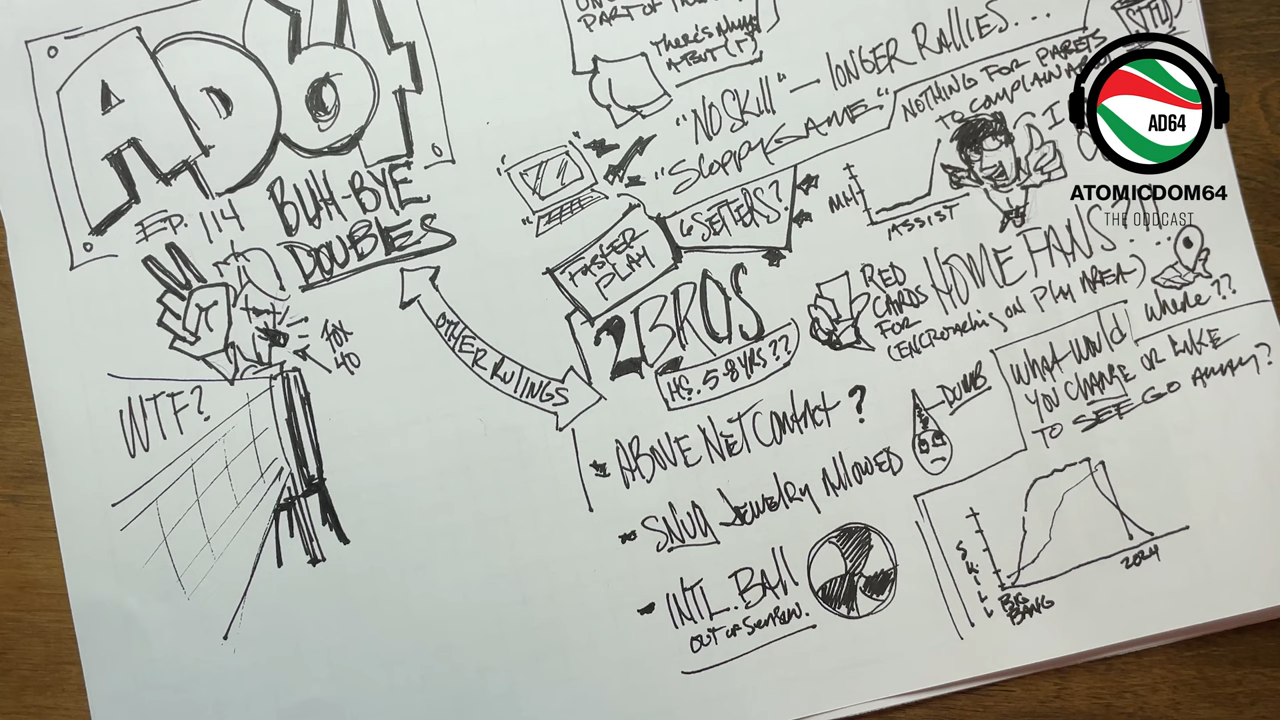 AD64
EP. 114
BUH-BYE
DOUBLES
FOX
40
WTF?
OTHER RULINGS
PART OF
THERE'S ALWAYS
A BUT(T)
"NO SKILL" — LONGER RALLIES...
"SLOPPY GAME"
NOTHING FOR PARETS
TO COMPLAIN ABOUT
STFU
I
6 SETTERS?
FASTER
PLAY
ASSIST
2 BROS
HS. 5-8 YRS. ??
RED
CARDS
FOR
HOME FANS?...
(ENCROACHING ON PLAY AREA)
WHERE ??
ABOVE NET CONTACT ?
DUMB
SNUG JEWELRY ALLOWED
INTL. BALL
OUT OF
WHAT WOULD
YOU CHANGE OR LIKE
TO SEE GO AWAY?
SKILL
BIG
BANG
2024
AD64
ATOMICDOM64
THE ODDCAST